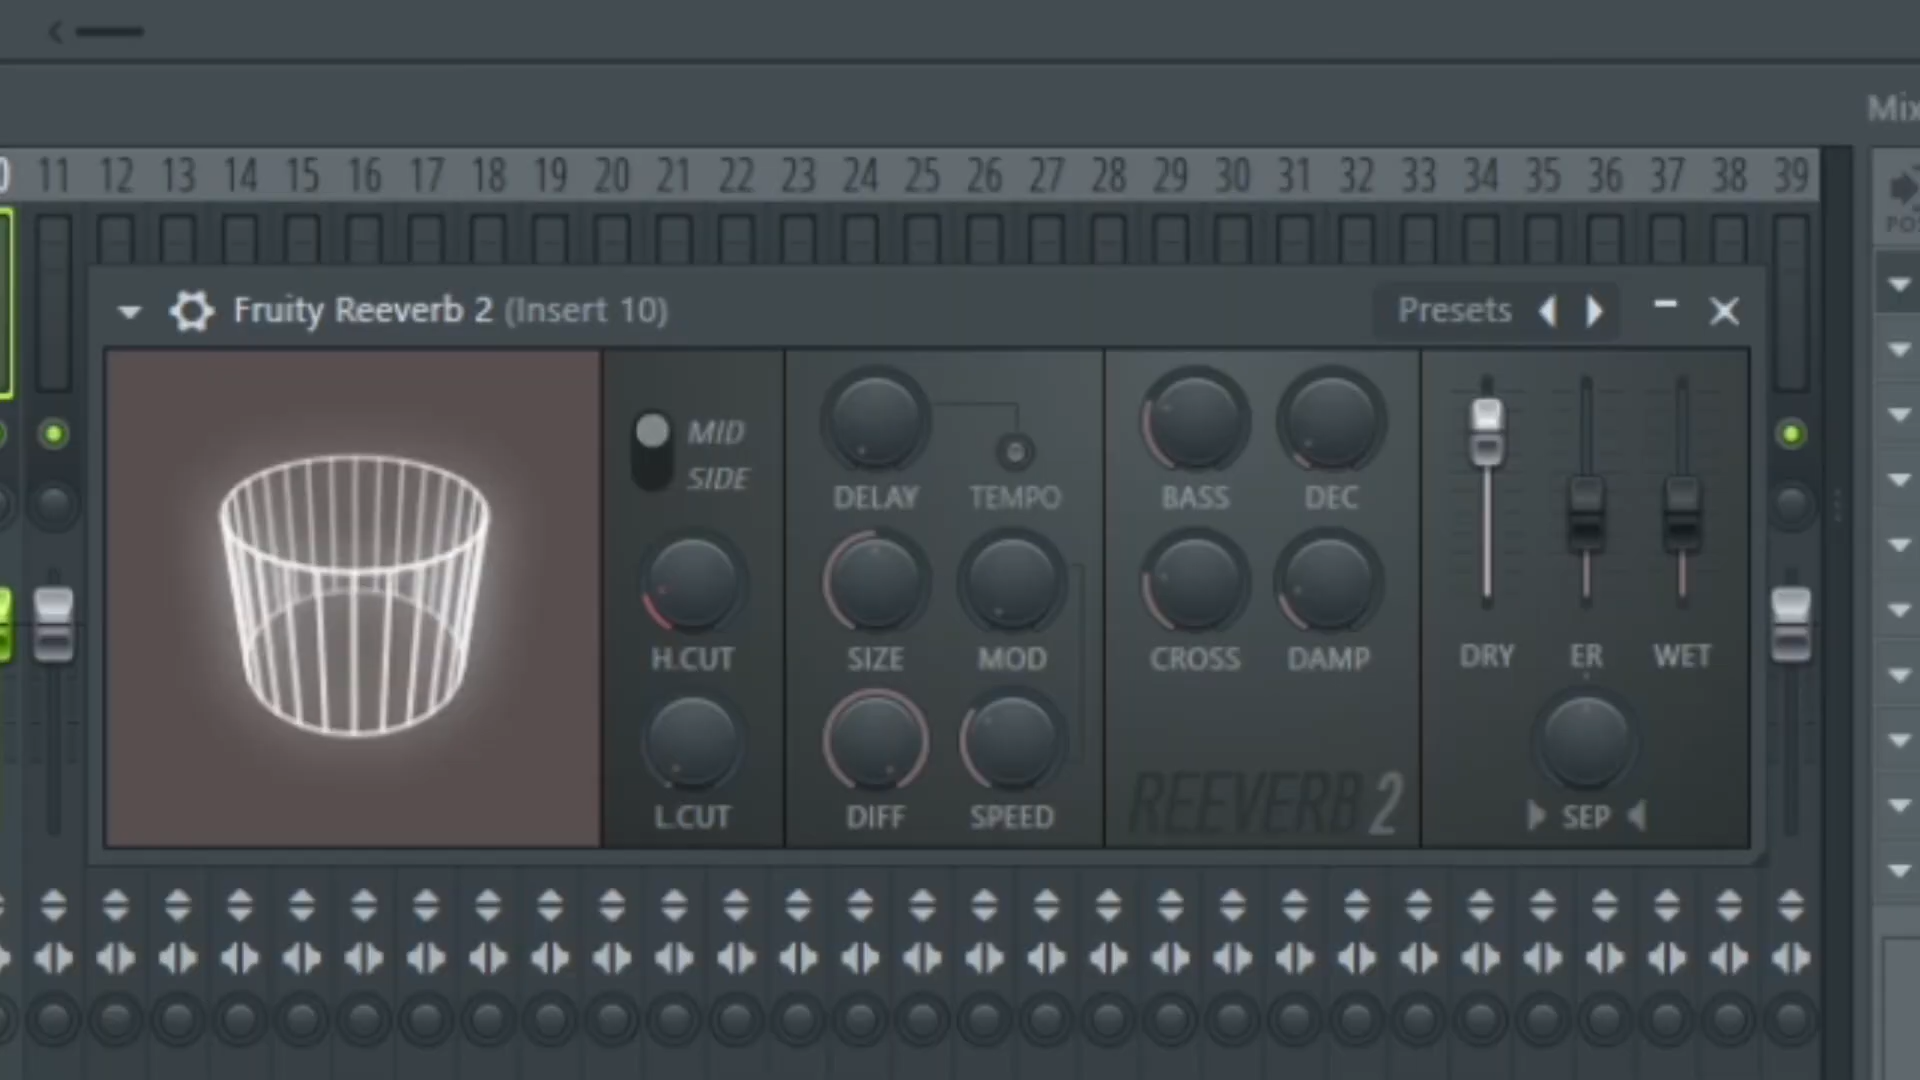 Mix
11 12 13 14 15 16 17 18 19 20 21 22 23 24 25 26 27 28 29 30 31 32 33 34 35 36 37 38 39
Fruity Reeverb 2 (Insert 10) Presets
MID
SIDE
DELAY TEMPO BASS DEC
H.CUT SIZE MOD CROSS DAMP DRY ER WET
L.CUT DIFF SPEED SEP
REEVERB 2